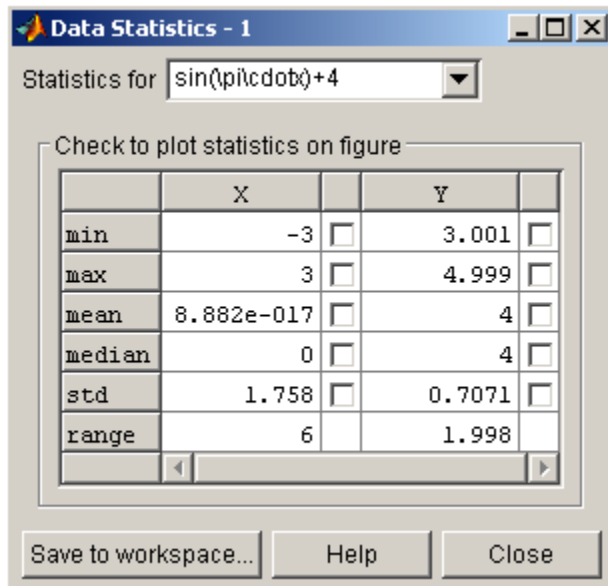 Data Statistics - 1
Statistics for sin(\pi\cdotx)+4
Check to plot statistics on figure
X Y
min -3 3.001
max 3 4.999
mean 8.882e-017 4
median 0 4
std 1.758 0.7071
range 6 1.998
Save to workspace... Help Close